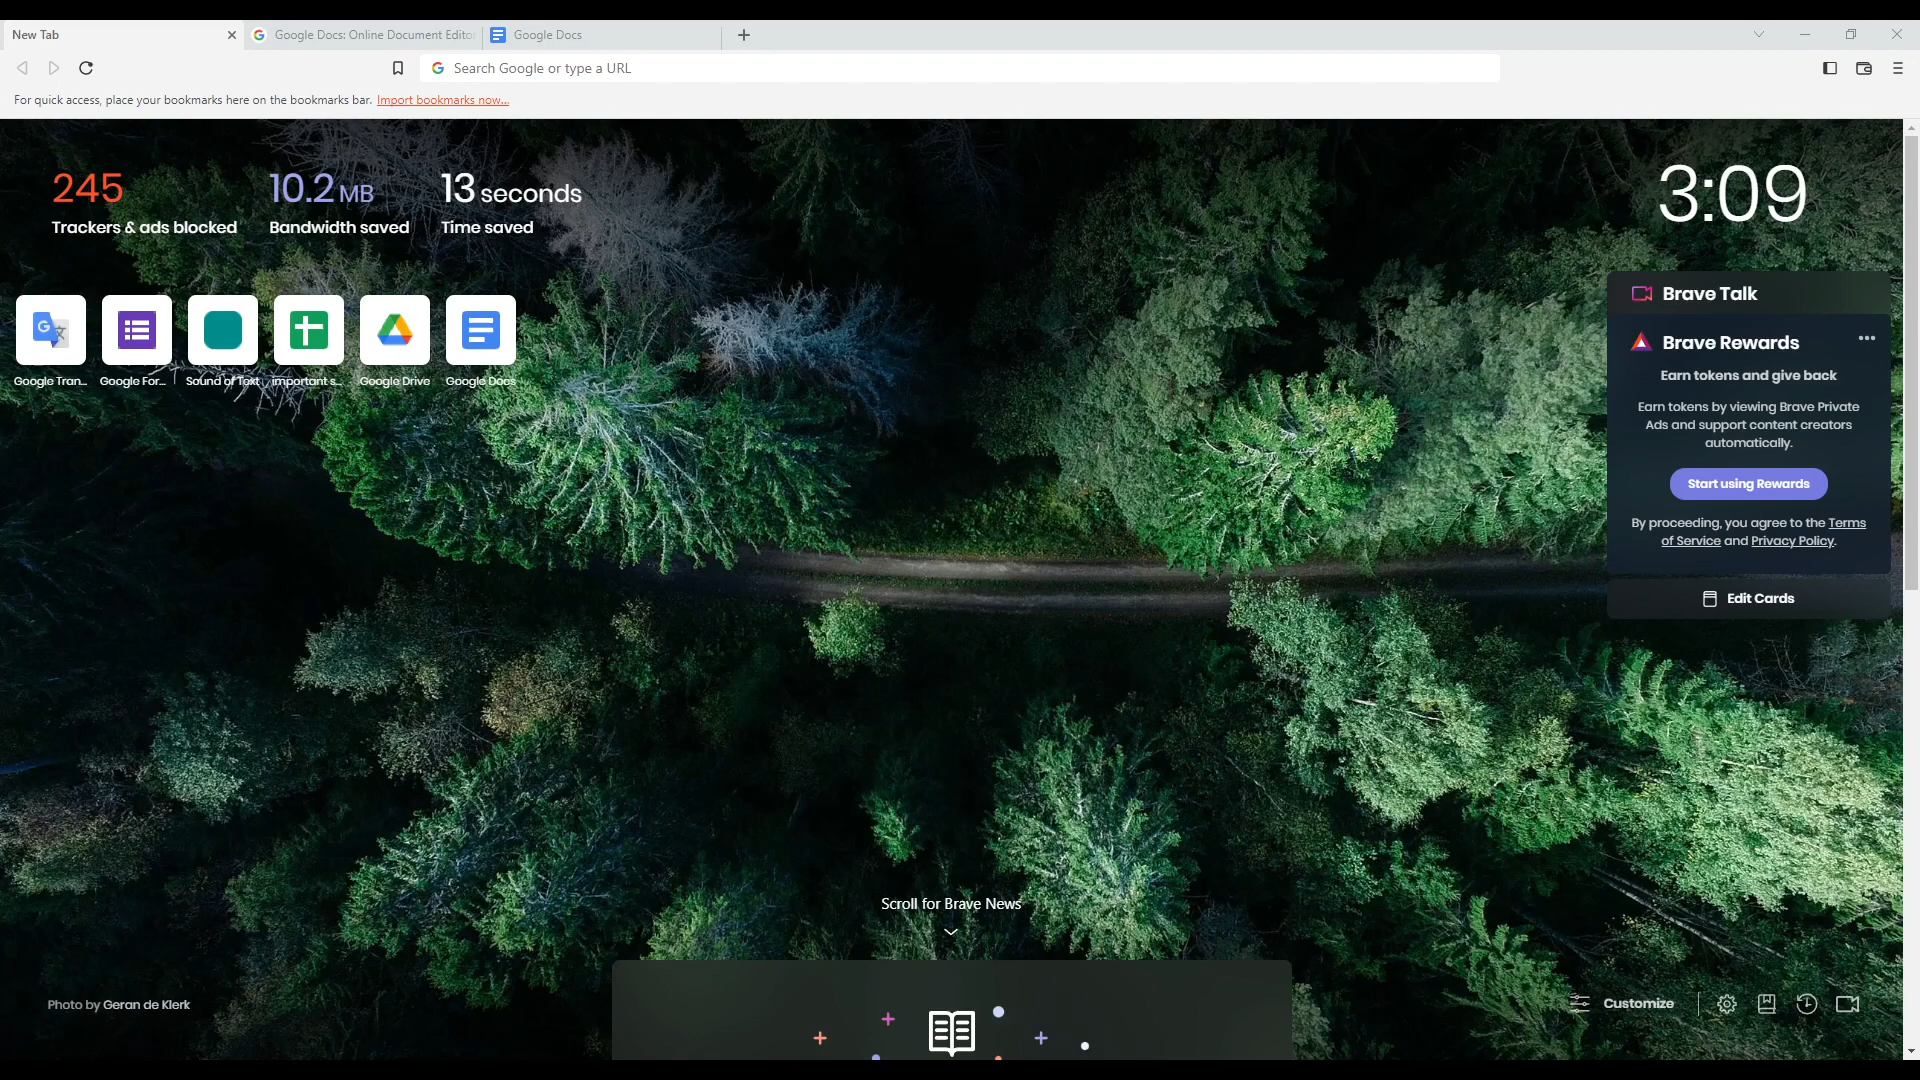 New Tab
Google Docs: Online Document Edito
Google Docs
Search Google or type a URL
For quick access, place your bookmarks here on the bookmarks bar. Import bookmarks now...
245
Trackers & ads blocked
10.2 MB
Bandwidth saved
13 seconds
Time saved
3:09
Google Tran...
Google For...
Sound of Text
important s...
Google Drive
Google Docs
Brave Talk
Brave Rewards
Earn tokens and give back
Earn tokens by viewing Brave Private
Ads and support content creators
automatically.
Start using Rewards
By proceeding, you agree to the Terms
of Service and Privacy Policy.
Edit Cards
Scroll for Brave News
Photo by Geran de Klerk
Customize